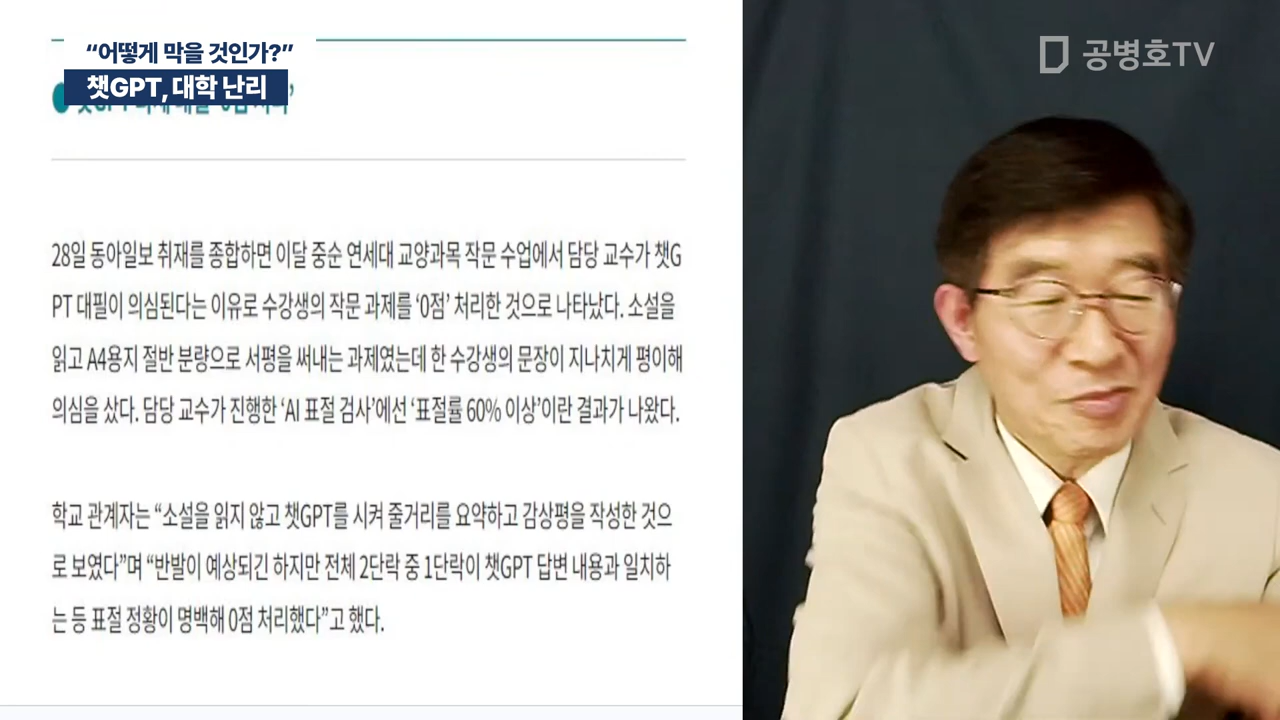 “어떻게 막을 것인가?”
챗GPT, 대학 난리
공병호TV
28일 동아일보 취재를 종합하면 이달 중순 연세대 교양과목 작문 수업에서 담당 교수가 챗G
PT 대필이 의심된다는 이유로 수강생의 작문 과제를 ‘0점’ 처리한 것으로 나타났다. 소설을
읽고 A4용지 절반 분량으로 서평을 써내는 과제였는데 한 수강생의 문장이 지나치게 평이해
의심을 샀다. 담당 교수가 진행한 ‘AI 표절 검사’에선 ‘표절률 60% 이상’이란 결과가 나왔다.
학교 관계자는 “소설을 읽지 않고 챗GPT를 시켜 줄거리를 요약하고 감상평을 작성한 것으
로 보였다”며 “반발이 예상되긴 하지만 전체 2단락 중 1단락이 챗GPT 답변 내용과 일치하
는 등 표절 정황이 명백해 0점 처리했다”고 했다.